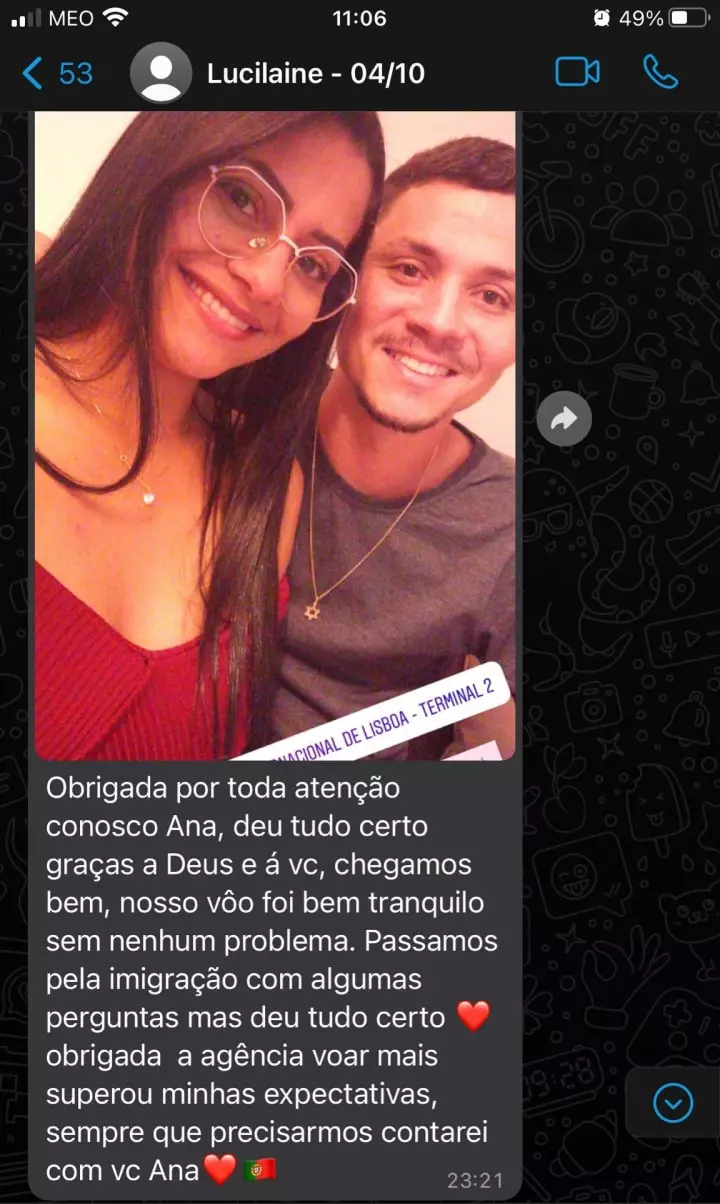 MEO
11:06
49%
53
Lucilaine - 04/10
NACIONAL DE LISBOA - TERMINAL 2
Obrigada por toda atenção
conosco Ana, deu tudo certo
graças a Deus e á vc, chegamos
bem, nosso vôo foi bem tranquilo
sem nenhum problema. Passamos
pela imigração com algumas
perguntas mas deu tudo certo ❤️
obrigada  a agência voar mais
superou minhas expectativas,
sempre que precisarmos contarei
com vc Ana❤️🇵🇹
23:21